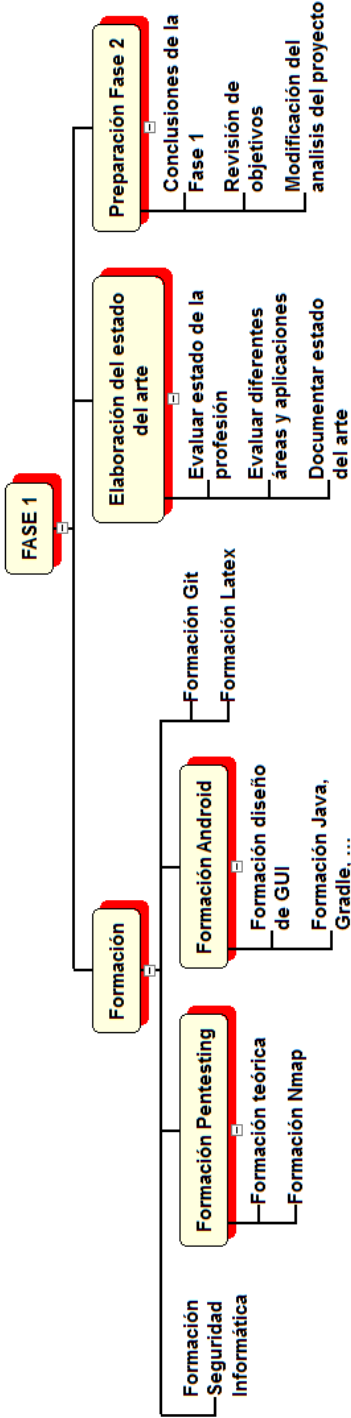 FASE 1
Formación
Formación
Seguridad
Informática
Formación Pentesting
Formación teórica
Formación Nmap
Formación Android
Formación diseño
de GUI
Formación Java,
Gradle, ...
Formación Git
Formación Latex
Elaboración del estado
del arte
Evaluar estado de la
profesión
Evaluar diferentes
áreas y aplicaciones
Documentar estado
del arte
Preparación Fase 2
Conclusiones de la
Fase 1
Revisión de
objetivos
Modificación del
analisis del proyecto